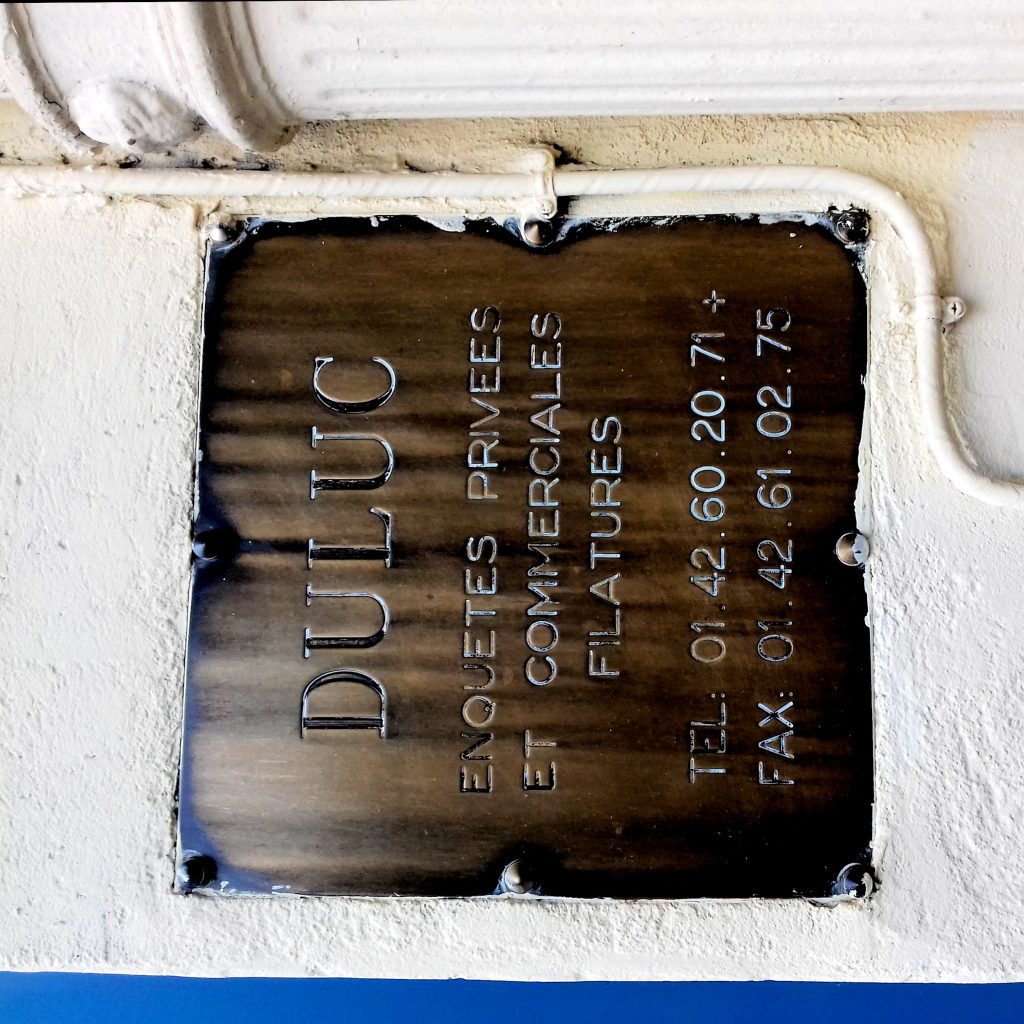 DULUC
ENQUETES PRIVEES
ET COMMERCIALES
FILATURES
TEL: 01.42.60.20.71 +
FAX: 01.42.61.02.75